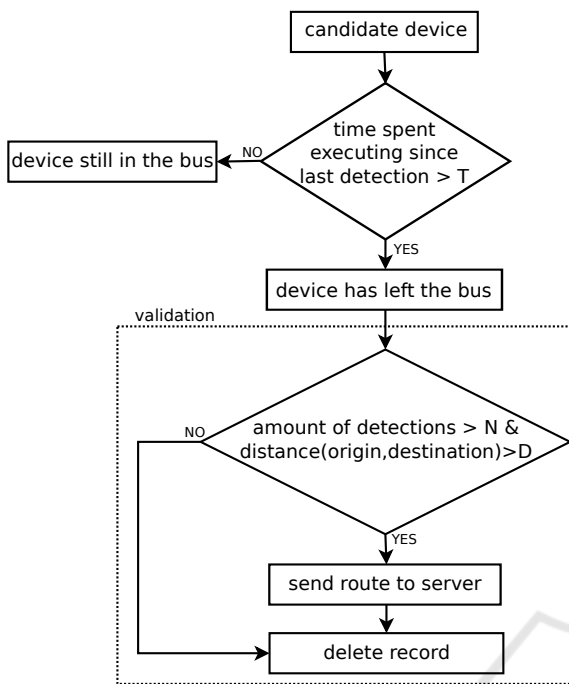 candidate device
time spent
executing since
last detection > T
NO
device still in the bus
YES
device has left the bus
validation
amount of detections > N &
distance(origin,destination)>D
NO
YES
send route to server
delete record